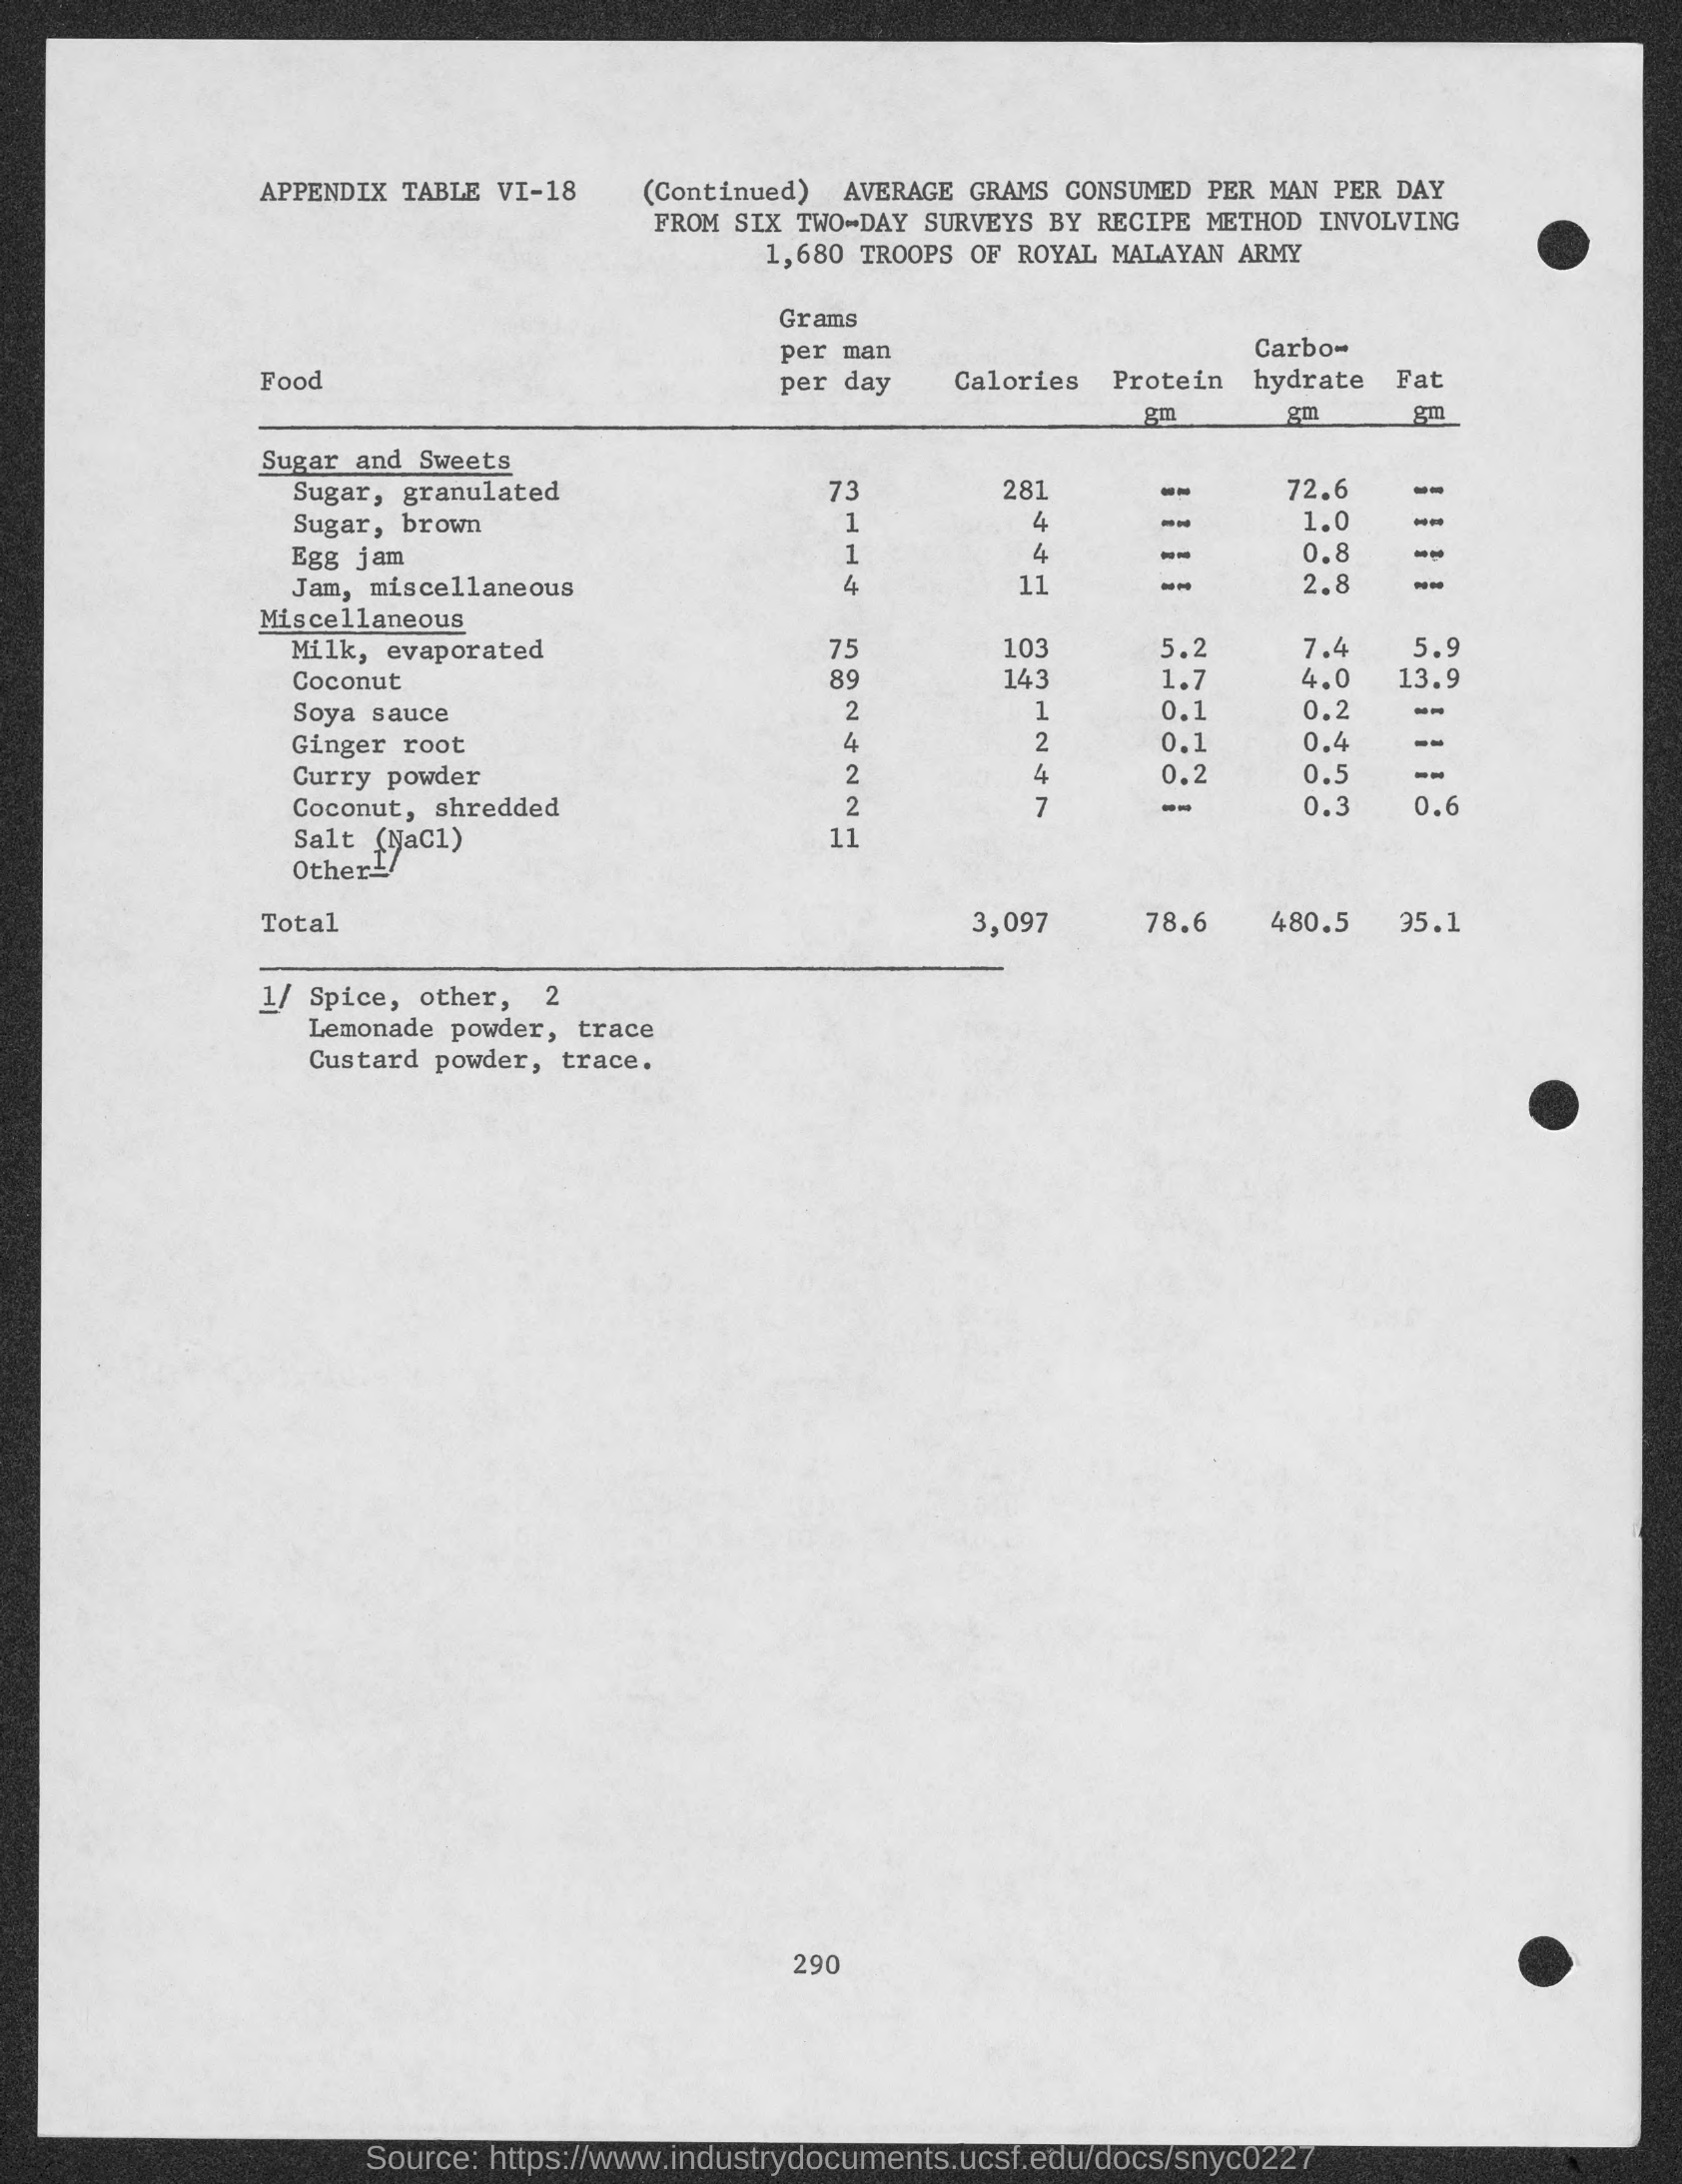 APPENDIX TABLE VI-18 (Continued) AVERAGE GRAMS CONSUMED PER MAN PER DAY
FROM SIX TWO-DAY SURVEYS BY RECIPE METHOD INVOLVING
1,680 TROOPS OF ROYAL MALAYAN ARMY
Grams
per man Carbo-
Food per day Calories Protein hydrate Fat
gm gm gm
Sugar and Sweets
Sugar, granulated 73 281 -- 72.6 --
Sugar, brown 1 4 -- 1.0 --
Egg jam 1 4 -- 0.8 --
Jam, miscellaneous 4 11 -- 2.8 --
Miscellaneous
Milk, evaporated 75 103 5.2 7.4 5.9
Coconut 89 143 1.7 4.0 13.9
Soya sauce 2 1 0.1 0.2 --
Ginger root 4 2 0.1 0.4 --
Curry powder 2 4 0.2 0.5 --
Coconut, shredded 2 7 -- 0.3 0.6
Salt (NaCl) 11
Other 1/
Total 3,097 78.6 480.5 95.1
1/ Spice, other, 2
Lemonade powder, trace
Custard powder, trace.
290
Source: https://www.industrydocuments.ucsf.edu/docs/snyc0227